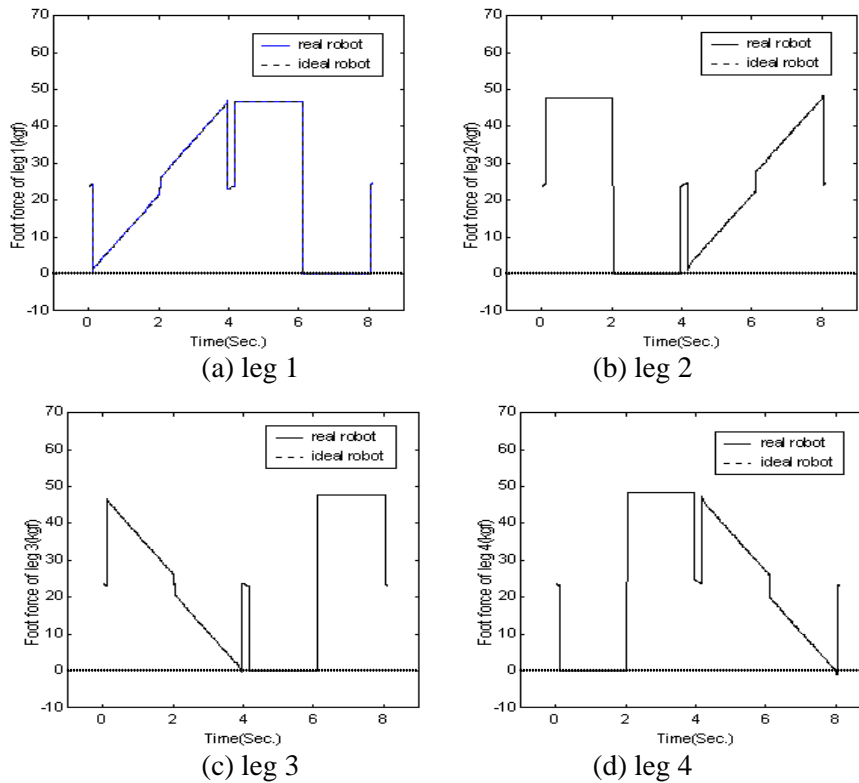 70
60
50
40
30
20
10
0
-10
Foot force of leg 1(kgf)
real robot
ideal robot
0 2 4 6 8
Time(Sec.)
(a) leg 1
70
60
50
40
30
20
10
0
-10
Foot force of leg 2(kgf)
real robot
ideal robot
0 2 4 6 8
Time(Sec.)
(b) leg 2
70
60
50
40
30
20
10
0
-10
Foot force of leg 3(kgf)
real robot
ideal robot
0 2 4 6 8
Time(Sec.)
(c) leg 3
70
60
50
40
30
20
10
0
-10
Foot force of leg 4(kgf)
real robot
ideal robot
0 2 4 6 8
Time(Sec.)
(d) leg 4